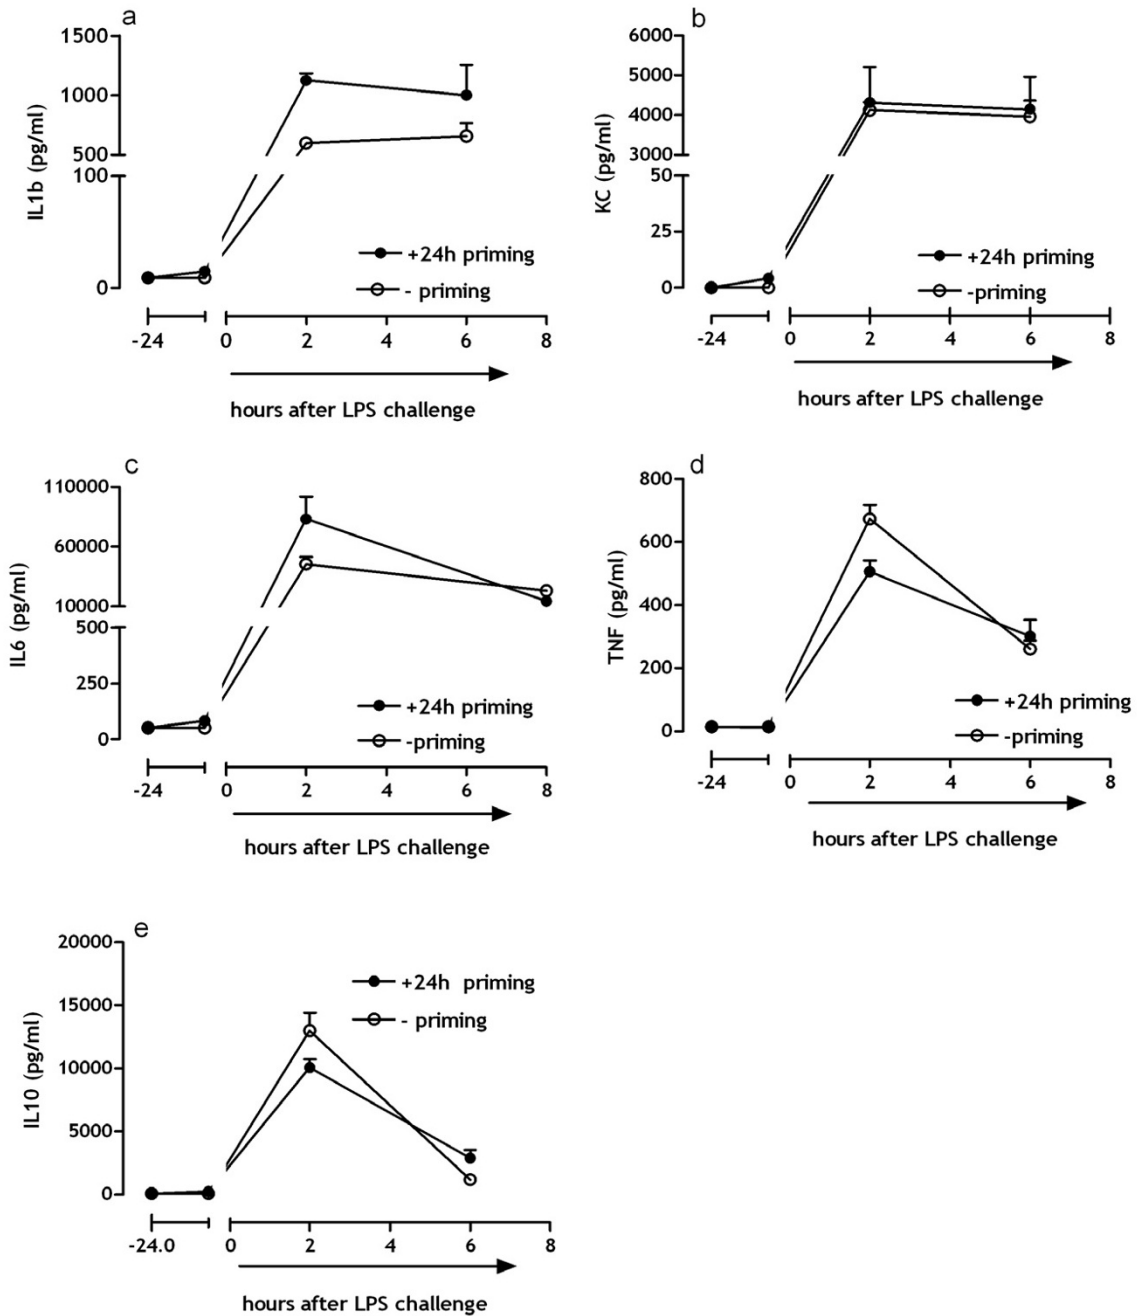 a
IL1b (pg/ml)
1500
1000
500
100
0
+24h priming
- priming
-24 0 2 4 6 8
hours after LPS challenge
b
KC (pg/ml)
6000
5000
4000
3000
50
25
0
+24h priming
-priming
-24 0 2 4 6 8
hours after LPS challenge
c
IL6 (pg/ml)
110000
60000
10000
500
250
0
+24h priming
-priming
-24 0 2 4 6 8
hours after LPS challenge
d
TNF (pg/ml)
800
600
400
200
0
+24h priming
-priming
-24 0 2 4 6 8
hours after LPS challenge
e
IL10 (pg/ml)
20000
15000
10000
5000
0
+24h priming
- priming
-24.0 0 2 4 6 8
hours after LPS challenge